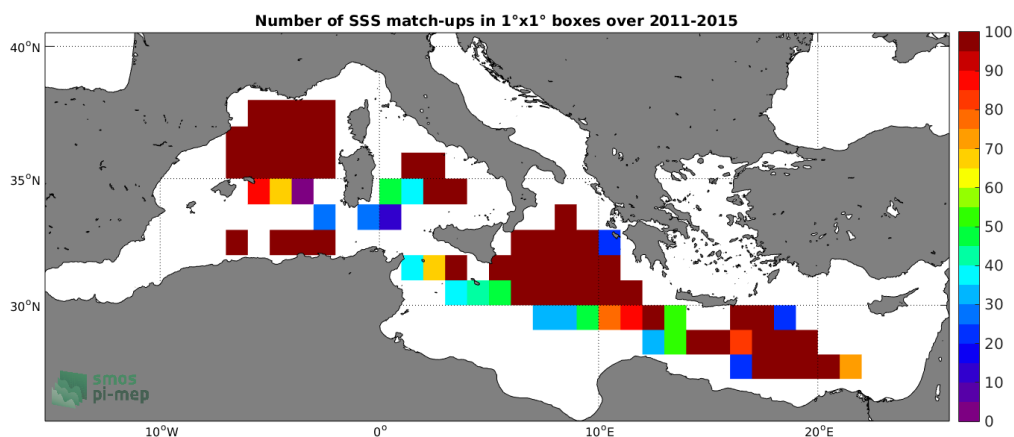 Number of SSS match-ups in 1°x1° boxes over 2011-2015
40°N
35°N
30°N
10°W
0°
10°E
20°E
100
90
80
70
60
50
40
30
20
10
0
smos
pi-mep